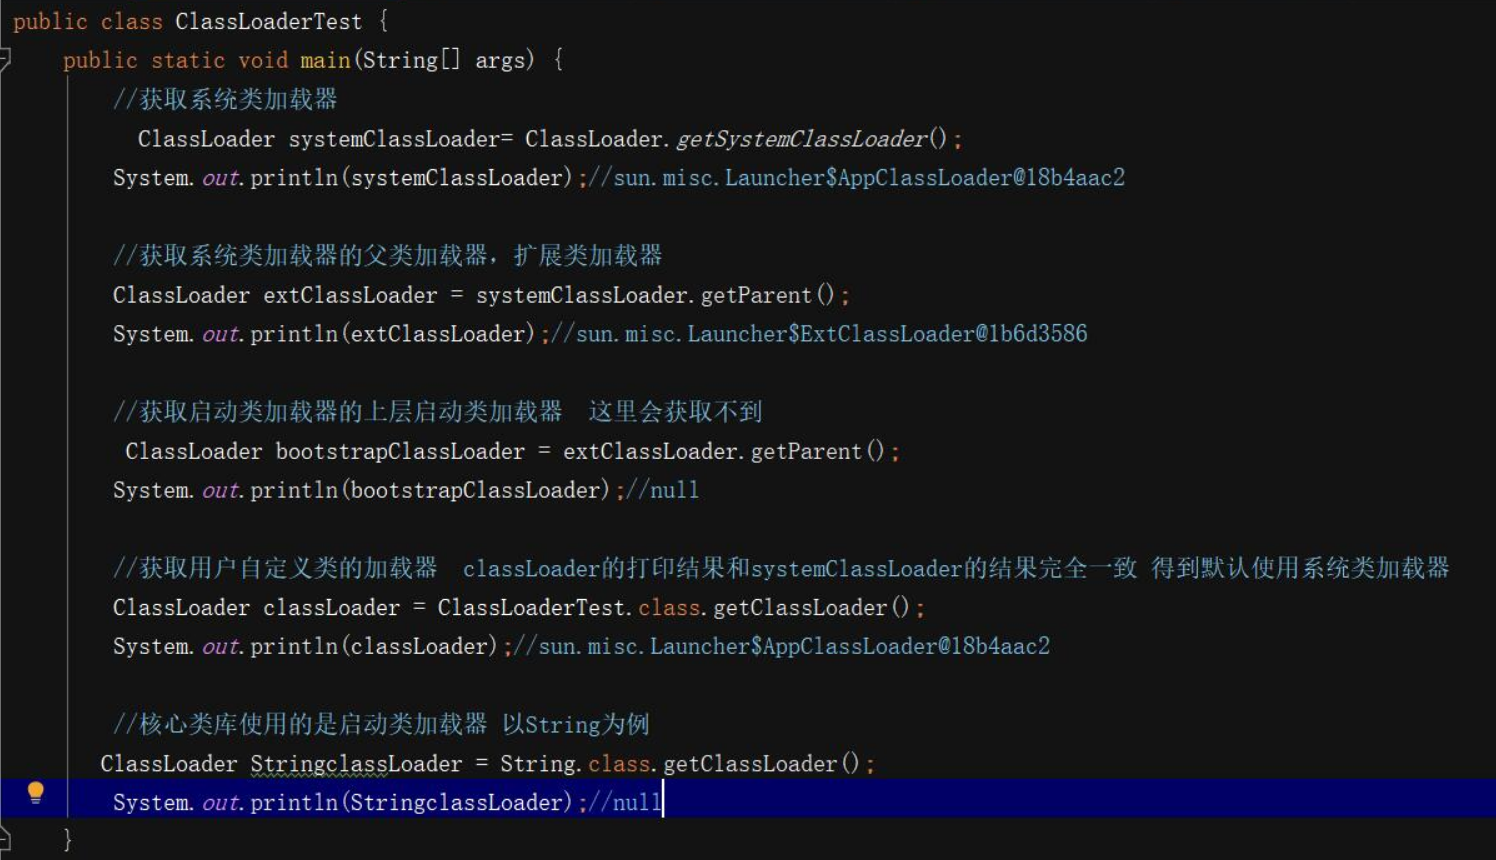 public class ClassLoaderTest {
public static void main(String[] args) {
//获取系统类加载器
ClassLoader systemClassLoader= ClassLoader.getSystemClassLoader();
System.out.println(systemClassLoader);//sun.misc.Launcher$AppClassLoader@18b4aac2
//获取系统类加载器的父类加载器，扩展类加载器
ClassLoader extClassLoader = systemClassLoader.getParent();
System.out.println(extClassLoader);//sun.misc.Launcher$ExtClassLoader@1b6d3586
//获取启动类加载器的上层启动类加载器 这里会获取不到
ClassLoader bootstrapClassLoader = extClassLoader.getParent();
System.out.println(bootstrapClassLoader);//null
//获取用户自定义类的加载器 classLoader的打印结果和systemClassLoader的结果完全一致 得到默认使用系统类加载器
ClassLoader classLoader = ClassLoaderTest.class.getClassLoader();
System.out.println(classLoader);//sun.misc.Launcher$AppClassLoader@18b4aac2
//核心类库使用的是启动类加载器 以String为例
ClassLoader StringclassLoader = String.class.getClassLoader();
System.out.println(StringclassLoader);//null
}